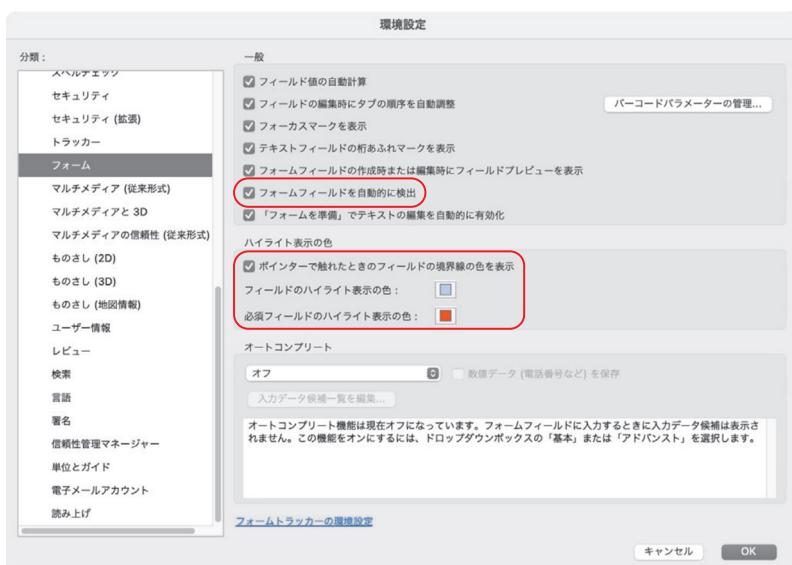 環境設定
分類：
スペルチェック
セキュリティ
セキュリティ (拡張)
トラッカー
フォーム
マルチメディア (従来形式)
マルチメディアと 3D
マルチメディアの信頼性 (従来形式)
ものさし (2D)
ものさし (3D)
ものさし (地図情報)
ユーザー情報
レビュー
検索
言語
署名
信頼性管理マネージャー
単位とガイド
電子メールアカウント
読み上げ
一般
フィールド値の自動計算
フィールドの編集時にタブの順序を自動調整
バーコードパラメーターの管理...
フォーカスマークを表示
テキストフィールドの桁あふれマークを表示
フォームフィールドの作成時または編集時にフィールドプレビューを表示
フォームフィールドを自動的に検出
「フォームを準備」でテキストの編集を自動的に有効化
ハイライト表示の色
ポインターで触れたときのフィールドの境界線の色を表示
フィールドのハイライト表示の色：
必須フィールドのハイライト表示の色：
オートコンプリート
オフ
数値データ (電話番号など) を保存
入力データ候補一覧を編集...
オートコンプリート機能は現在オフになっています。フォームフィールドに入力するときに入力データ候補は表示さ
れません。この機能をオンにするには、ドロップダウンボックスの「基本」または「アドバンスト」を選択します。
フォームトラッカーの環境設定
キャンセル
OK